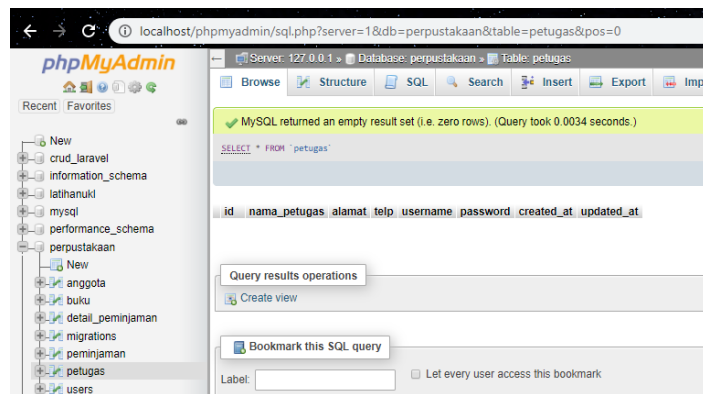 localhost/phpmyadmin/sql.php?server=1&db=perpustakaan&table=petugas&pos=0
phpMyAdmin
Server: 127.0.0.1 » Database: perpustakaan » Table: petugas
Browse Structure SQL Search Insert Export Imp
Recent Favorites
MySQL returned an empty result set (i.e. zero rows). (Query took 0.0034 seconds.)
SELECT * FROM `petugas`
New
crud_laravel
information_schema
latihanukl
mysql
performance_schema
perpustakaan
New
anggota
buku
detail_peminjaman
migrations
peminjaman
petugas
users
id nama_petugas alamat telp username password created_at updated_at
Query results operations
Create view
Bookmark this SQL query
Label: Let every user access this bookmark